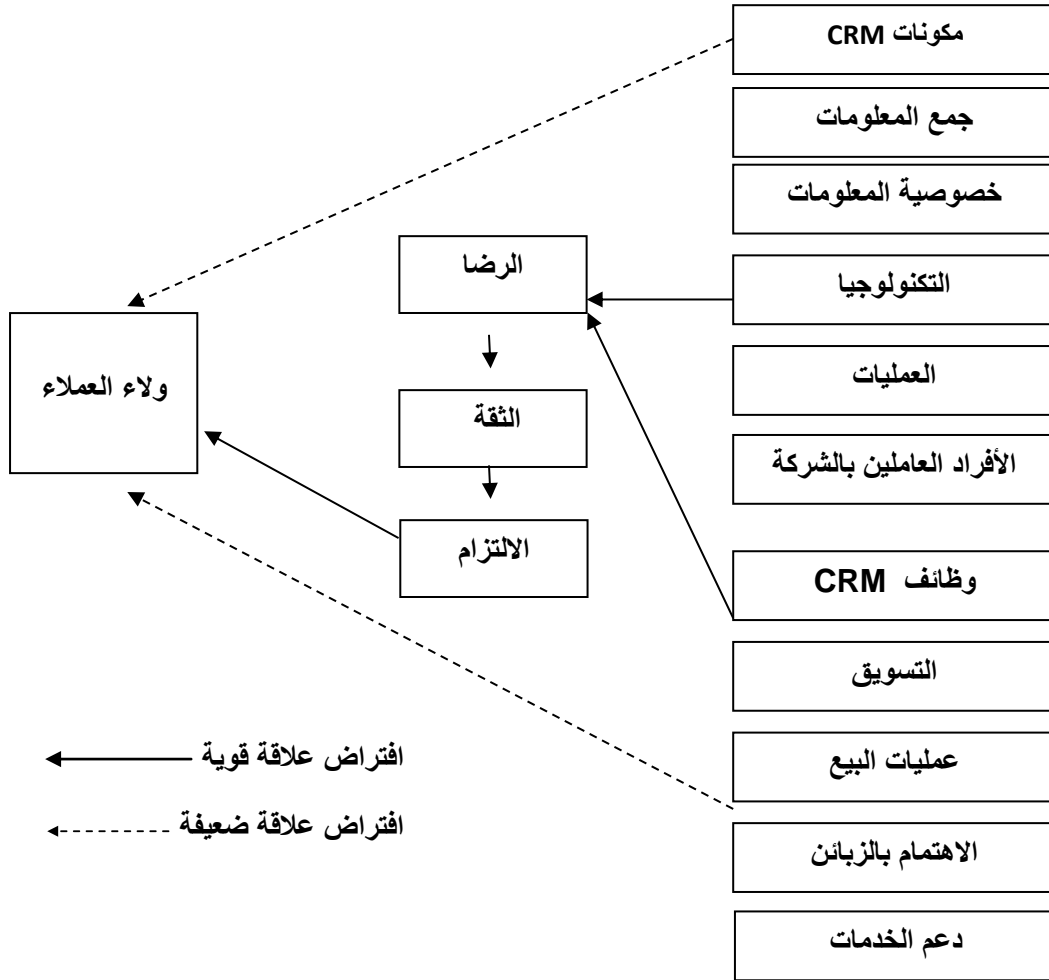 مكونات CRM
جمع المعلومات
خصوصية المعلومات
التكنولوجيا
العمليات
الأفراد العاملين بالشركة
وظائف CRM
التسويق
عمليات البيع
الاهتمام بالزبائن
دعم الخدمات
الرضا
الثقة
الالتزام
ولاء العملاء
افتراض علاقة قوية
افتراض علاقة ضعيفة